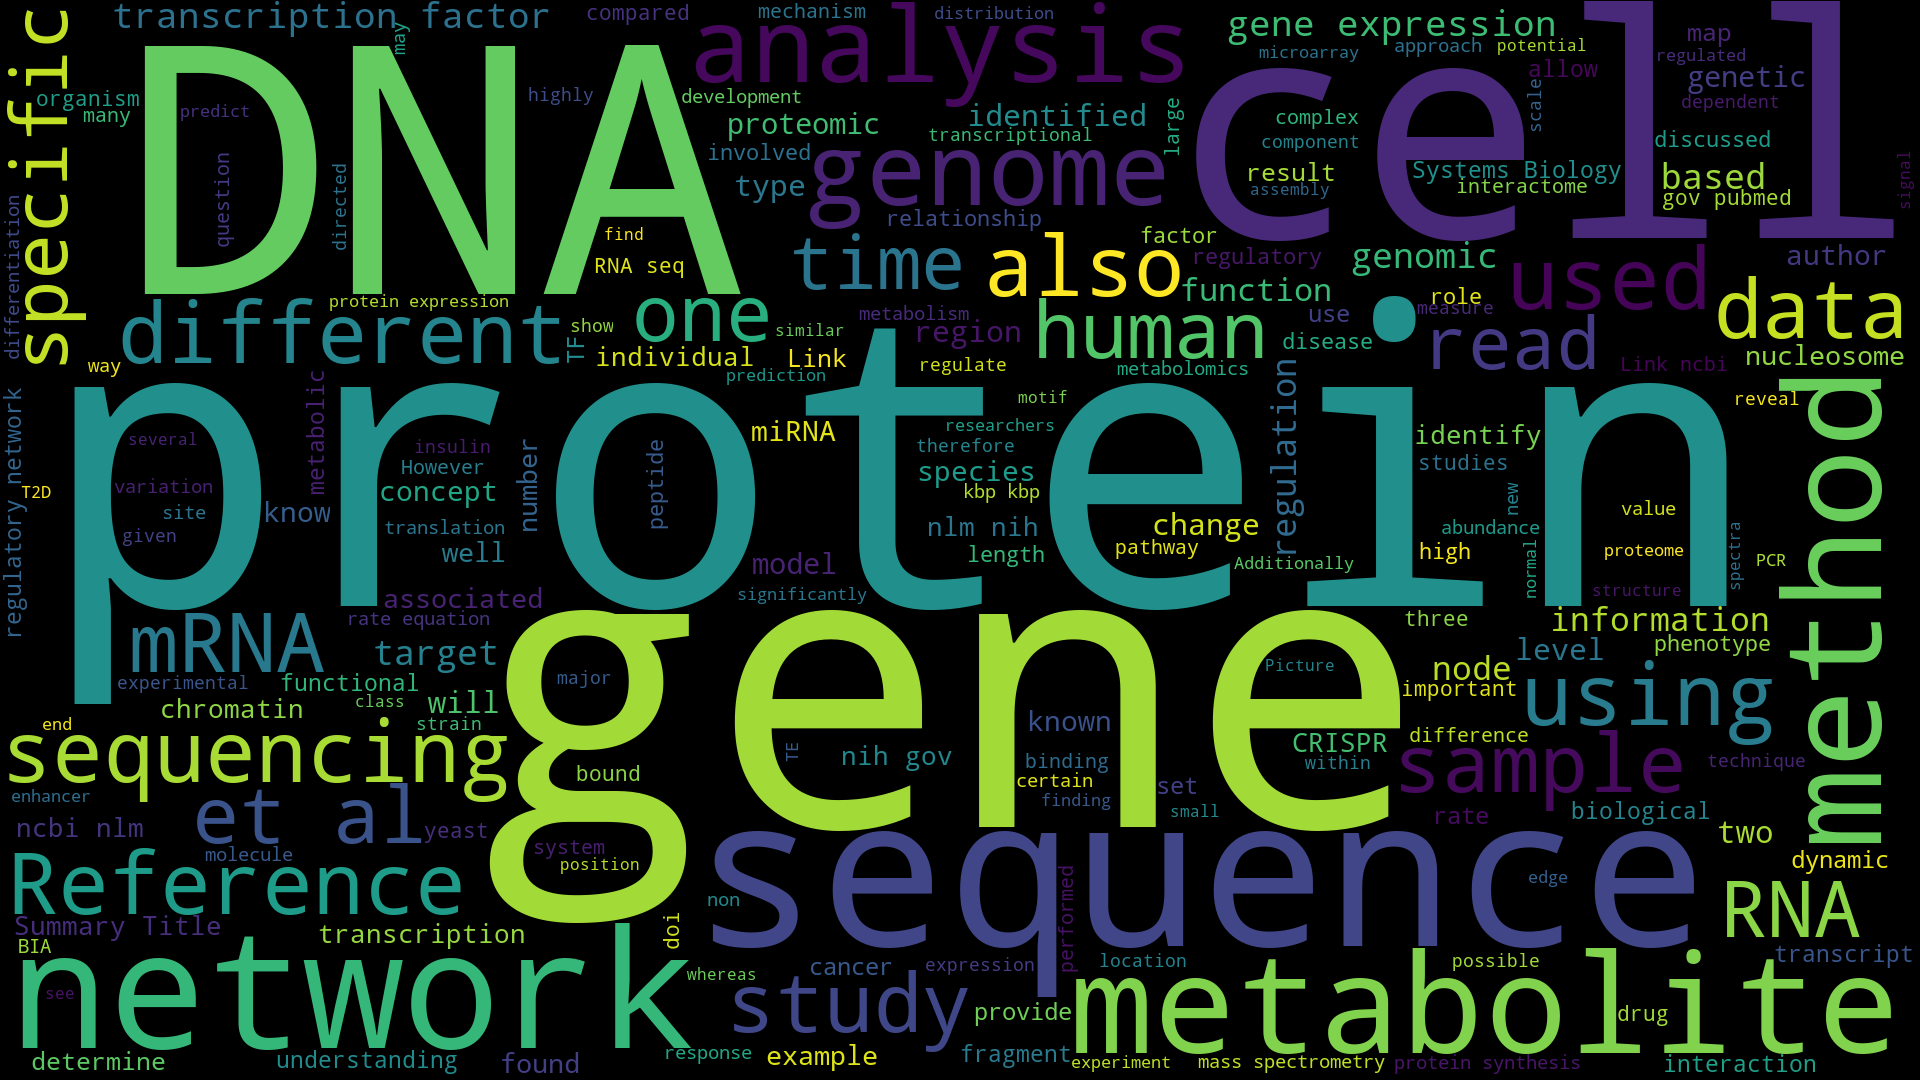 transcription factor
compared
mechanism
distribution
gene expression
map
may
analysis
microarray
approach
potential
regulated
cell
specific
DNA
organism
many
predict
highly
development
proteomic
identified
transcriptional
large
complex
component
allow
scale
genetic
dependent
discussed
question
directed
involved
type
genome
relationship
result
assembly
Systems Biology
interactome
based
gov pubmed
signal
differentiation
find
RNA seq
time
also
factor
regulatory
genomic
used
author
protein expression
different
TF
show
one
similar
individual
Link
metabolism
region
regulate
human
function
use
disease
role
measure
read
data
Link ncbi
nucleosome
way
prediction
metabolomics
protein
method
reveal
regulatory network
T2D
several
variation
site
given
metabolic
know
insulin
However
concept
translation
well
number
peptide
miRNA
motif
researchers
therefore
species
kbp kbp
nlm nih
length
change
pathway
regulation
Additionally
identify
studies
new
abundance
high
normal
value
proteome
structure
spectra
PCR
model
significantly
associated
rate equation
mRNA
target
experimental
functional
class
chromatin
will
strain
end
gene
major
Picture
three
information
level
phenotype
node
important
using
sequencing
enhancer
et al
ncbi nlm
yeast
molecule
bound
TE
nih gov
known
binding
certain
finding
set
small
CRISPR
within
difference
sample
technique
rate
biological
two
dynamic
Reference
system
position
Summary Title
transcription
BIA
doi
non
sequence
edge
RNA
transcript
network
see
whereas
cancer
expression
performed
location
possible
study
provide
metabolite
drug
determine
understanding
found
response
example
fragment
experiment
mass spectrometry
protein synthesis
interaction